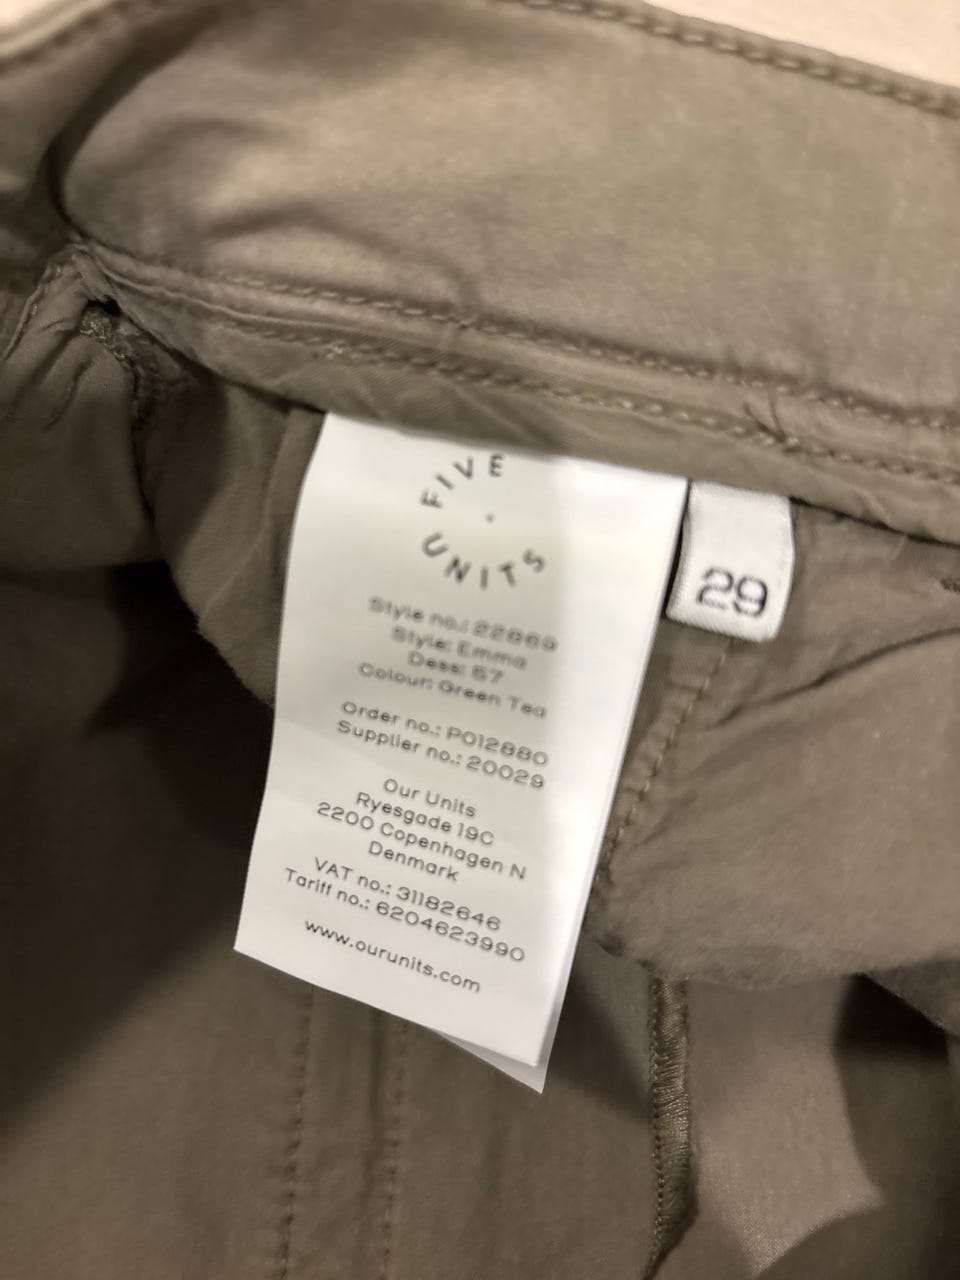 FIVE
UNITS
29
Style no.: 22869
Style: Emma
Dess: 57
Colour: Green Tea
Order no.: PO12880
Supplier no.: 20029
Our Units
Ryesgade 19C
2200 Copenhagen N
Denmark
VAT no.: 31182646
Tariff no.: 6204623990
www.ourunits.com